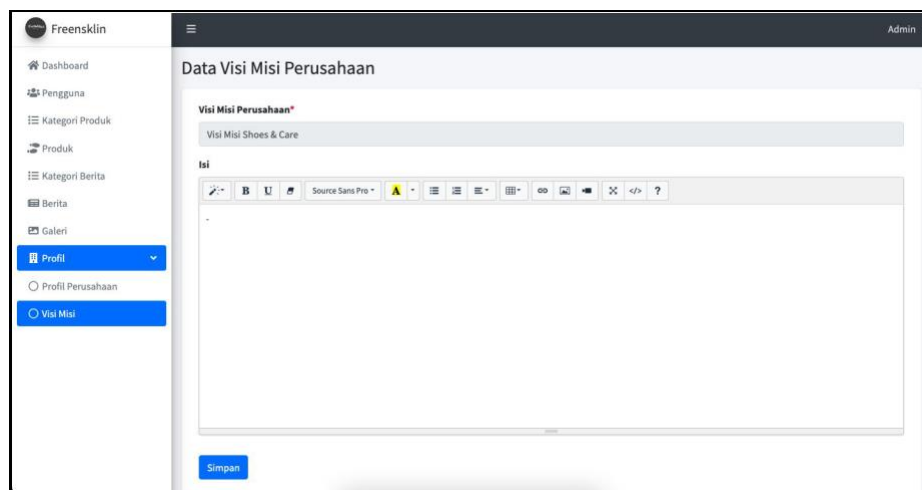 Freensklin
Admin
Dashboard
Pengguna
Kategori Produk
Produk
Kategori Berita
Berita
Galeri
Profil
Profil Perusahaan
Visi Misi
Data Visi Misi Perusahaan
Visi Misi Perusahaan*
Visi Misi Shoes & Care
Isi
B U Source Sans Pro A </> ?
.
Simpan